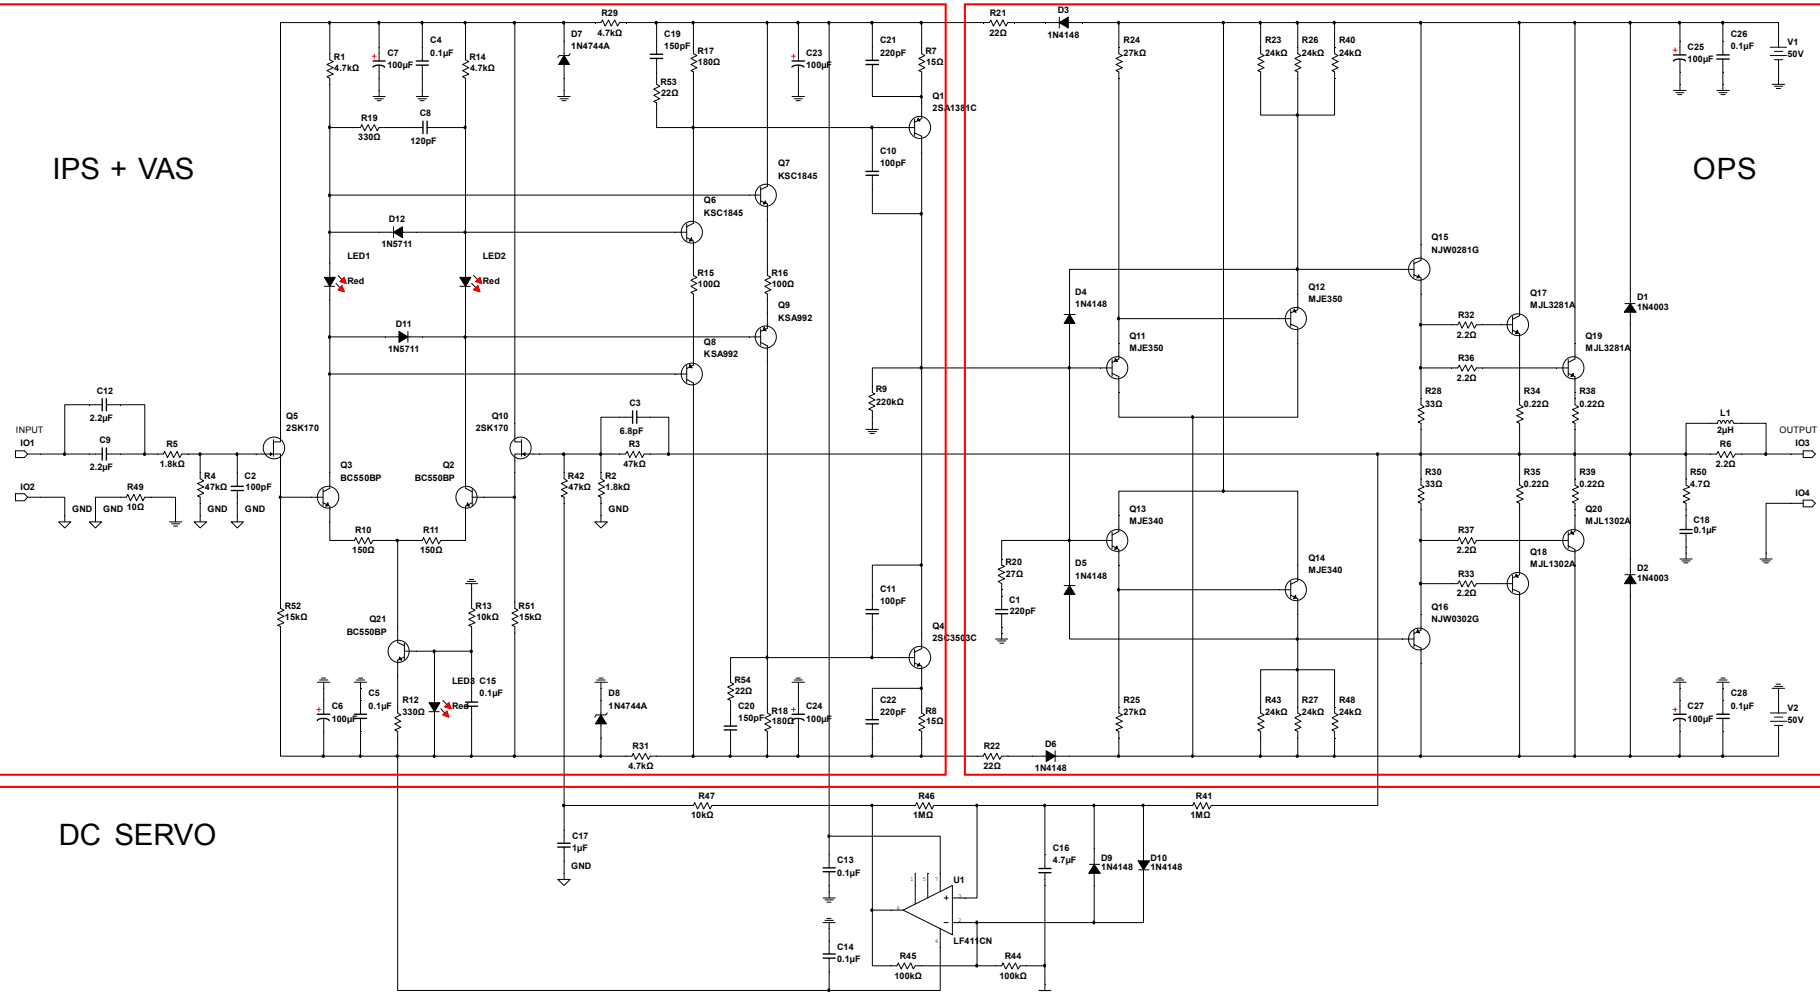 IPS + VAS
OPS
DC SERVO
R29
4.7kΩ
D7
1N4744A
C19
150pF
R17
180Ω
C23
100µF
C21
220pF
R7
15Ω
R1
4.7kΩ
C7
100µF
C4
0.1µF
R14
4.7kΩ
R53
22Ω
Q1
2SA1381C
R19
330Ω
C8
120pF
C10
100pF
Q7
KSC1845
Q6
KSC1845
D12
1N5711
LED1
Red
LED2
Red
R15
100Ω
R16
100Ω
Q9
KSA992
D11
1N5711
Q8
KSA992
R9
220kΩ
C12
2.2µF
INPUT
IO1
C9
2.2µF
R5
1.8kΩ
R4
47kΩ
C2
100pF
Q5
2SK170
Q10
2SK170
C3
6.8pF
R3
47kΩ
Q3
BC550BP
Q2
BC550BP
R42
47kΩ
R2
1.8kΩ
GND
IO2
GND
GND
R49
10Ω
GND
GND
R10
150Ω
R11
150Ω
R52
15kΩ
Q21
BC550BP
R13
10kΩ
R51
15kΩ
C11
100pF
Q4
2SC3503C
C6
100µF
C5
0.1µF
R12
330Ω
LED3
Red
C15
0.1µF
D8
1N4744A
R54
22Ω
C20
150pF
R18
180Ω
C24
100µF
C22
220pF
R8
15Ω
R31
4.7kΩ
R21
22Ω
D3
1N4148
R24
27kΩ
R23
24kΩ
R26
24kΩ
R40
24kΩ
C25
100µF
C26
0.1µF
V1
50V
Q15
NJW0281G
D4
1N4148
Q12
MJE350
Q17
MJL3281A
D1
1N4003
Q11
MJE350
R32
2.2Ω
Q19
MJL3281A
R36
2.2Ω
R28
33Ω
R34
0.22Ω
R38
0.22Ω
L1
2µH
R6
2.2Ω
OUTPUT
IO3
R30
33Ω
R35
0.22Ω
R39
0.22Ω
R50
4.7Ω
C18
0.1µF
IO4
Q13
MJE340
Q20
MJL1302A
R37
2.2Ω
R20
27Ω
D5
1N4148
Q14
MJE340
Q18
MJL1302A
R33
2.2Ω
D2
1N4003
C1
220pF
Q16
NJW0302G
R25
27kΩ
R43
24kΩ
R27
24kΩ
R48
24kΩ
C27
100µF
C28
0.1µF
V2
50V
R22
22Ω
D6
1N4148
R47
10kΩ
R46
1MΩ
R41
1MΩ
C17
1µF
GND
C13
0.1µF
C16
4.7µF
D9
1N4148
D10
1N4148
U1
LF411CN
C14
0.1µF
R45
100kΩ
R44
100kΩ